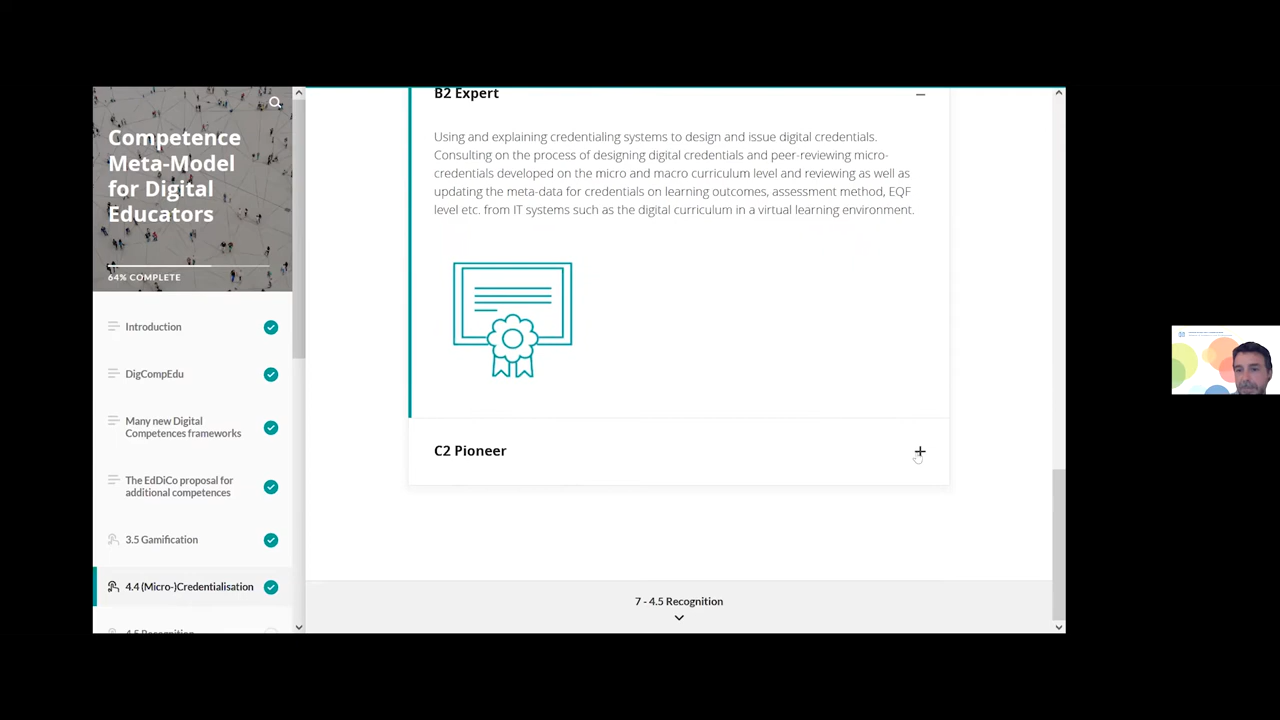 Competence
Meta-Model
for Digital
Educators
64% COMPLETE
Introduction
DigCompEdu
Many new Digital
Competences frameworks
The EdDiCo proposal for
additional competences
3.5 Gamification
4.4 (Micro-)Credentialisation
4.5 Recognition
B2 Expert
Using and explaining credentialing systems to design and issue digital credentials.
Consulting on the process of designing digital credentials and peer-reviewing micro-
credentials developed on the micro and macro curriculum level and reviewing as well as
updating the meta-data for credentials on learning outcomes, assessment method, EQF
level etc. from IT systems such as the digital curriculum in a virtual learning environment.
C2 Pioneer
7 - 4.5 Recognition